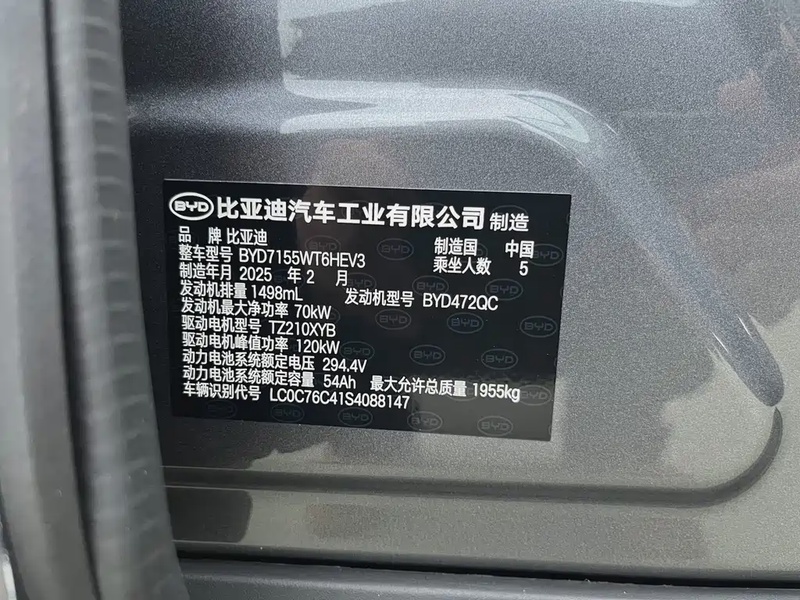 BYD 比亚迪汽车工业有限公司 制造
品 牌 比亚迪 制造国 中国
整车型号 BYD7155WT6HEV3 乘坐人数 5
制造年月 2025 年 2 月
发动机排量 1498mL 发动机型号 BYD472QC
发动机最大净功率 70kW
驱动电机型号 TZ210XYB
驱动电机峰值功率 120kW
动力电池系统额定电压 294.4V
动力电池系统额定容量 54Ah 最大允许总质量 1955kg
车辆识别代号 LC0C76C41S4088147